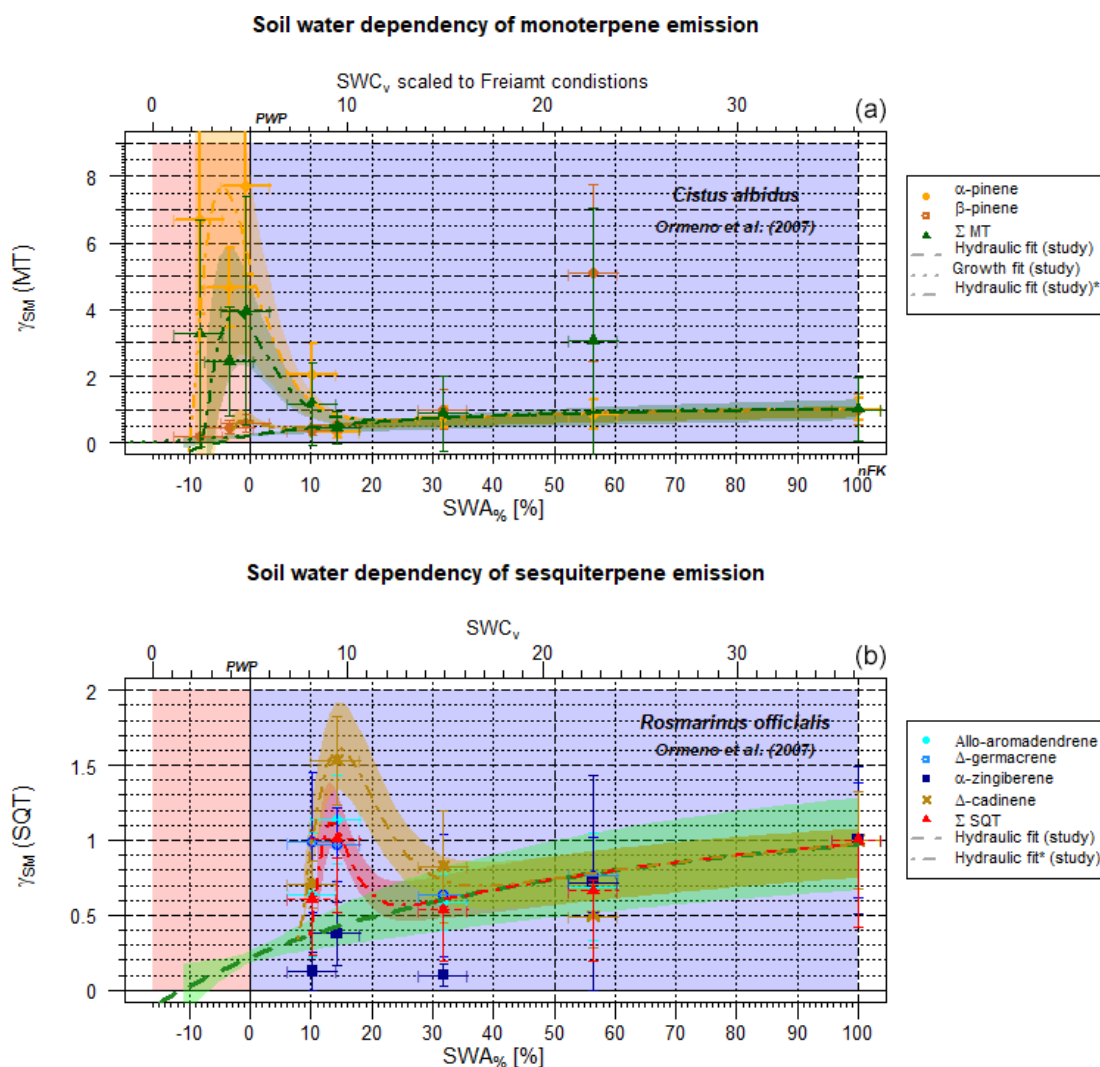 Soil water dependency of monoterpene emission
SWCv scaled to Freiamt condistions
0 10 20 30
(a)
PWP
8
6
4
2
0
γSM (MT)
Cistus albidus
Ormeno et al. (2007)
nFK
-10 0 10 20 30 40 50 60 70 80 90 100
SWA% [%]
α-pinene
β-pinene
Σ MT
Hydraulic fit (study)
Growth fit (study)
Hydraulic fit (study)*
Soil water dependency of sesquiterpene emission
SWCv
0 10 20 30
(b)
PWP
2
1.5
1
0.5
0
γSM (SQT)
Rosmarinus officialis
Ormeno et al. (2007)
-10 0 10 20 30 40 50 60 70 80 90 100
SWA% [%]
Allo-aromadendrene
Δ-germacrene
α-zingiberene
Δ-cadinene
Σ SQT
Hydraulic fit (study)
Hydraulic fit* (study)